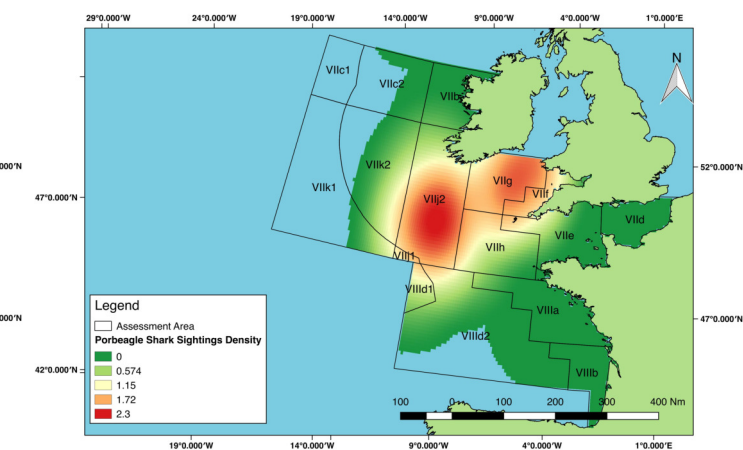 29°0.000'W 24°0.000'W 19°0.000'W 14°0.000'W 9°0.000'W 4°0.000'W 1°0.000'E
N
VIIc1
VIIc2
VIIb
52°0.000'N
VIIk2
VIIg
VIIk1
VIIf
47°0.000'N
VIIj2
VIId
VIIe
VIIh
VIIj1
VIIId1
Legend
Assessment Area
Porbeagle Shark Sightings Density
0
0.574
1.15
1.72
2.3
VIIIa
47°0.000'N
VIIId2
42°0.000'N
VIIIb
100 0 100 200 300 400 Nm
19°0.000'W 14°0.000'W 9°0.000'W 4°0.000'W 1°0.000'E